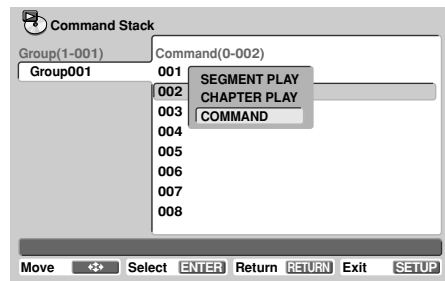 Command Stack
Group(1-001) Command(0-002)
Group001
001
002
003
004
005
006
007
008
SEGMENT PLAY
CHAPTER PLAY
COMMAND
Move Select ENTER Return RETURN Exit SETUP